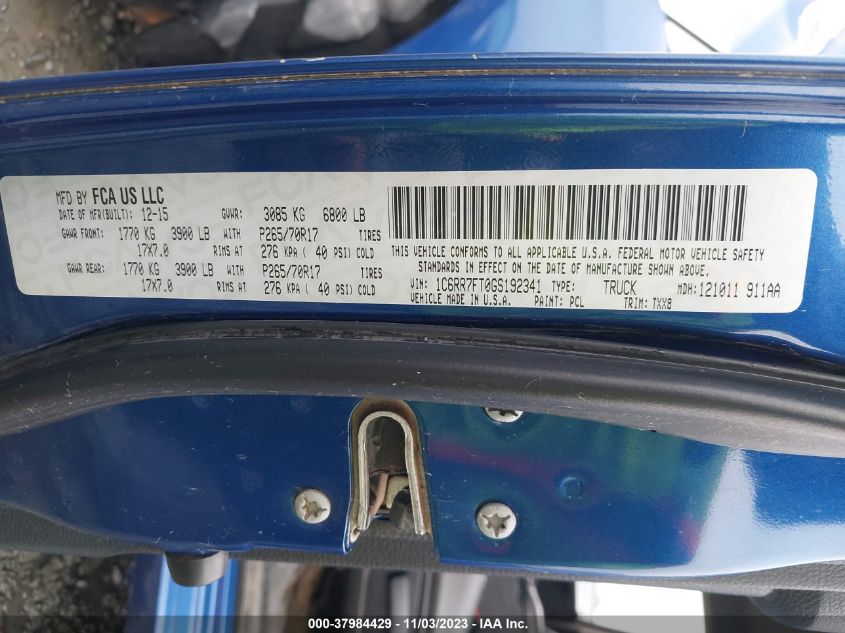 MFD BY FCA US LLC
DATE OF MFR(BUILT): 12-15 GVWR: 3085 KG 6800 LB
GAWR FRONT: 1770 KG 3900 LB WITH P265/70R17 TIRES
17X7.0 RIMS AT 276 KPA ( 40 PSI) COLD
GAWR REAR: 1770 KG 3900 LB WITH P265/70R17 TIRES
17X7.0 RIMS AT 276 KPA ( 40 PSI) COLD
THIS VEHICLE CONFORMS TO ALL APPLICABLE U.S.A. FEDERAL MOTOR VEHICLE SAFETY
STANDARDS IN EFFECT ON THE DATE OF MANUFACTURE SHOWN ABOVE.
VIN: 1C6RR7FT0GS192341 TYPE: TRUCK MDH:121011 911AA
VEHICLE MADE IN U.S.A. PAINT: PCL TRIM: TXX8
000-37984429 - 11/03/2023 - IAA Inc.